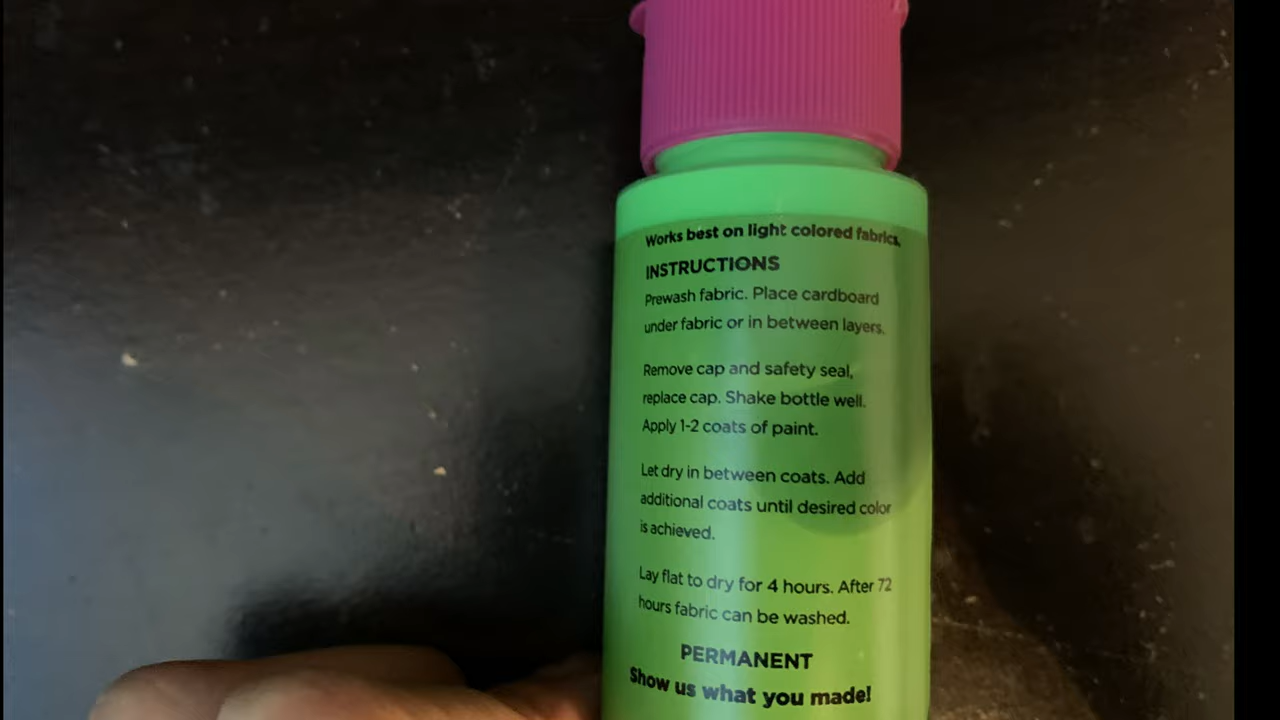 Works best on light colored fabrics.
INSTRUCTIONS
Prewash fabric. Place cardboard
under fabric or in between layers.
Remove cap and safety seal,
replace cap. Shake bottle well.
Apply 1-2 coats of paint.
Let dry in between coats. Add
additional coats until desired color
is achieved.
Lay flat to dry for 4 hours. After 72
hours fabric can be washed.
PERMANENT
Show us what you made!